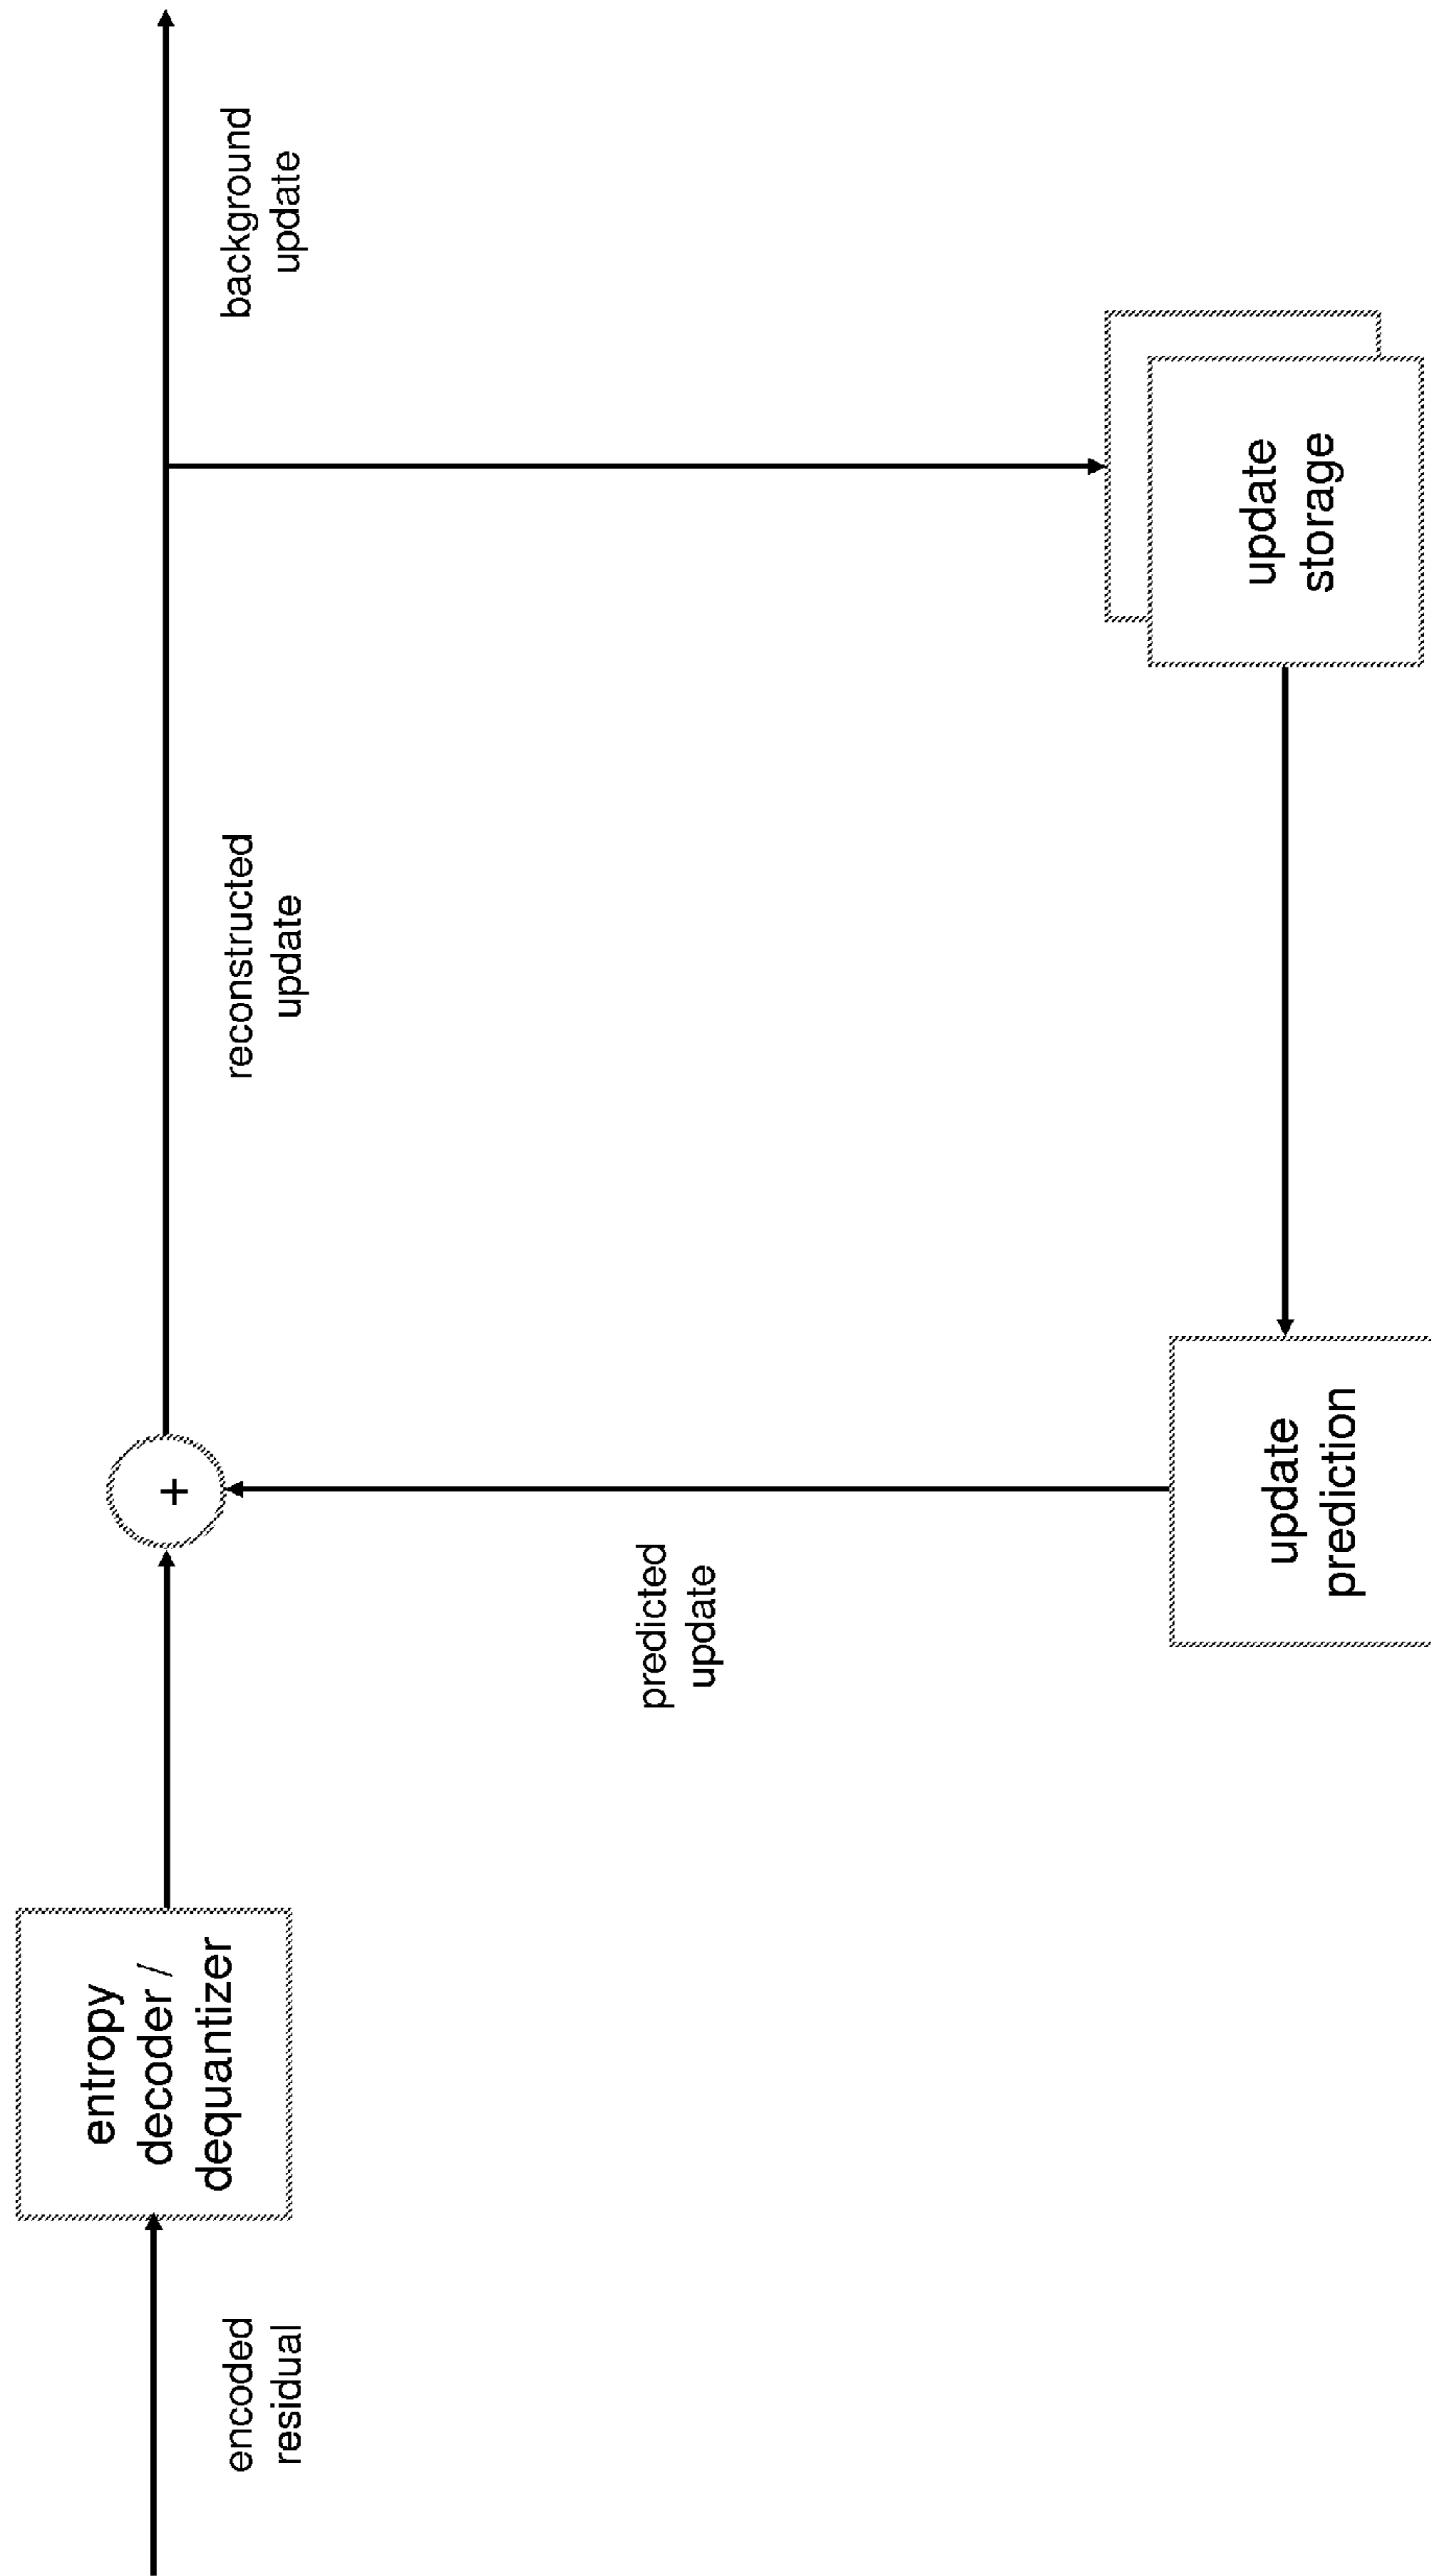 encoded
residual
entropy
decoder /
dequantizer
+
predicted
update
reconstructed
update
background
update
update
prediction
update
storage